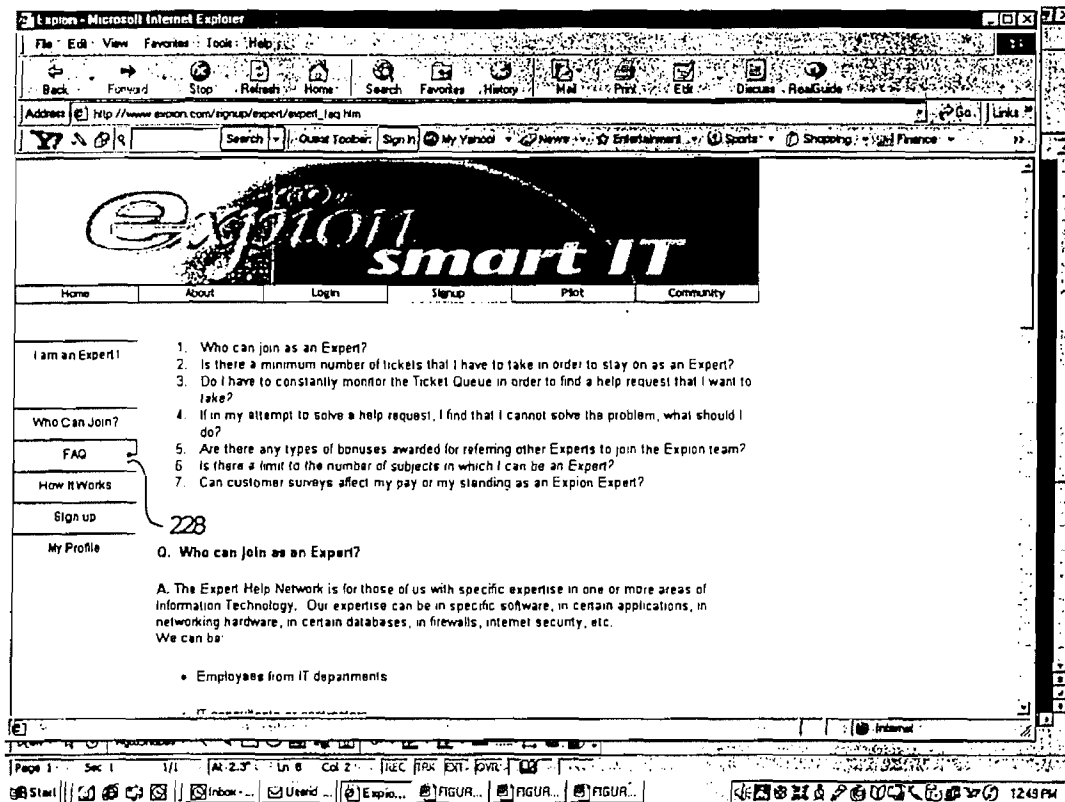 Expion - Microsoft Internet Explorer
File Edit View Favorites Tools Help
Back Forward Stop Refresh Home Search Favorites History Mail Print Edit Discuss RealGuide
Address http://www.expion.com/signup/expert/expert_faq.htm Go Links »
Y? Search Guest Toolbar: Sign In My Yahoo! News Entertainment Sports Shopping Finance
expion
smart IT
Home About Login Signup Pilot Community
I am an Expert!
Who Can Join?
FAQ
How It Works
Sign up
My Profile
1. Who can join as an Expert?
2. Is there a minimum number of tickets that I have to take in order to stay on as an Expert?
3. Do I have to constantly monitor the Ticket Queue in order to find a help request that I want to
take?
4. If in my attempt to solve a help request, I find that I cannot solve the problem, what should I
do?
5. Are there any types of bonuses awarded for referring other Experts to join the Expion team?
6 Is there a limit to the number of subjects in which I can be an Expert?
7. Can customer surveys affect my pay or my standing as an Expion Expert?
228
Q. Who can join as an Expert?
A. The Expert Help Network is for those of us with specific expertise in one or more areas of
Information Technology. Our expertise can be in specific software, in certain applications, in
networking hardware, in certain databases, in firewalls, internet security, etc.
We can be:
• Employees from IT departments
• IT consultants or contractors
Internet
Page 1 Sec 1 1/1 At 2.3" Ln 6 Col 2 REC TRK EXT OVR
Start Inbox -... Userid ... Expio... FIGUR... FIGUR... FIGUR... 12:49 PM